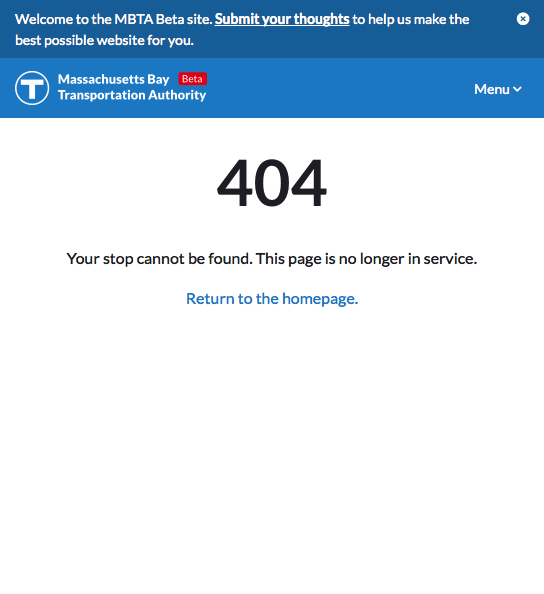 Welcome to the MBTA Beta site. Submit your thoughts to help us make the
best possible website for you.
T
Massachusetts Bay Beta
Transportation Authority
Menu
404
Your stop cannot be found. This page is no longer in service.
Return to the homepage.